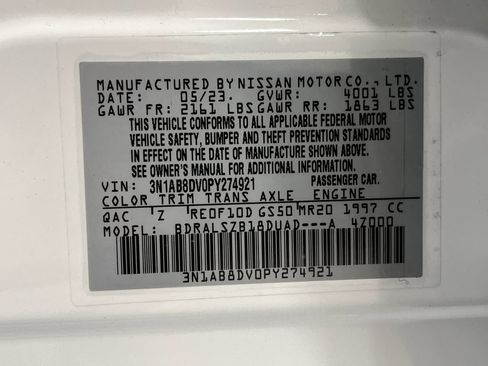 MANUFACTURED BY NISSAN MOTOR CO., LTD.
DATE: 05/23. GVWR: 4001 LBS
GAWR FR: 2161 LBS GAWR RR: 1863 LBS
THIS VEHICLE CONFORMS TO ALL APPLICABLE FEDERAL MOTOR
VEHICLE SAFETY, BUMPER AND THEFT PREVENTION STANDARDS
IN EFFECT ON THE DATE OF MANUFACTURE SHOWN ABOVE.
SEE OWNER'S MANUAL FOR ADDITIONAL INFORMATION.
VIN: 3N1AB8DV0PY274921 PASSENGER CAR.
COLOR TRIM TRANS AXLE ENGINE
QAC Z RE0F10D GS50 MR20 1997 CC
MODEL: BDRALSZB18DUAD---A 4Z000
3N1AB8DV0PY274921